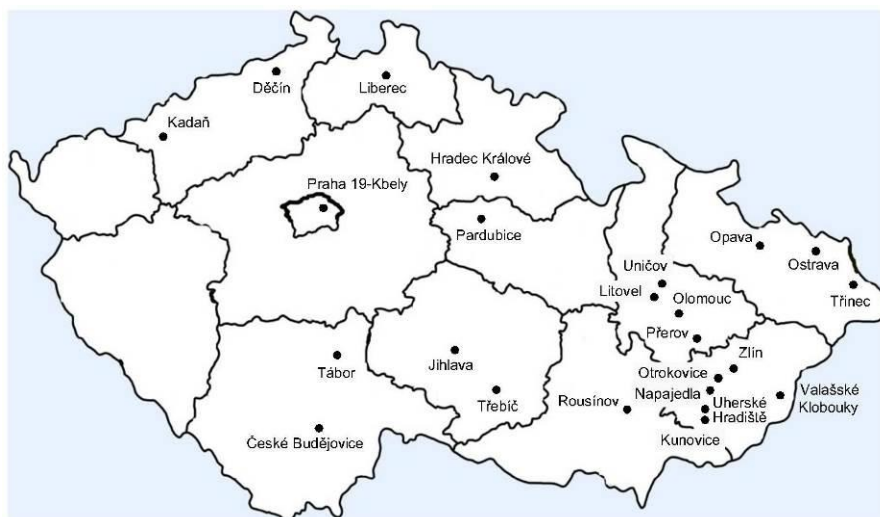 Děčín
Liberec
Kadaň
Hradec Králové
Praha 19-Kbely
Pardubice
Opava
Ostrava
Uničov
Litovel
Olomouc
Třinec
Přerov
Zlín
Tábor
Jihlava
Otrokovice
Napajedla
Valašské
Klobouky
Třebíč
Rousínov
Uherské
Hradiště
České Budějovice
Kunovice